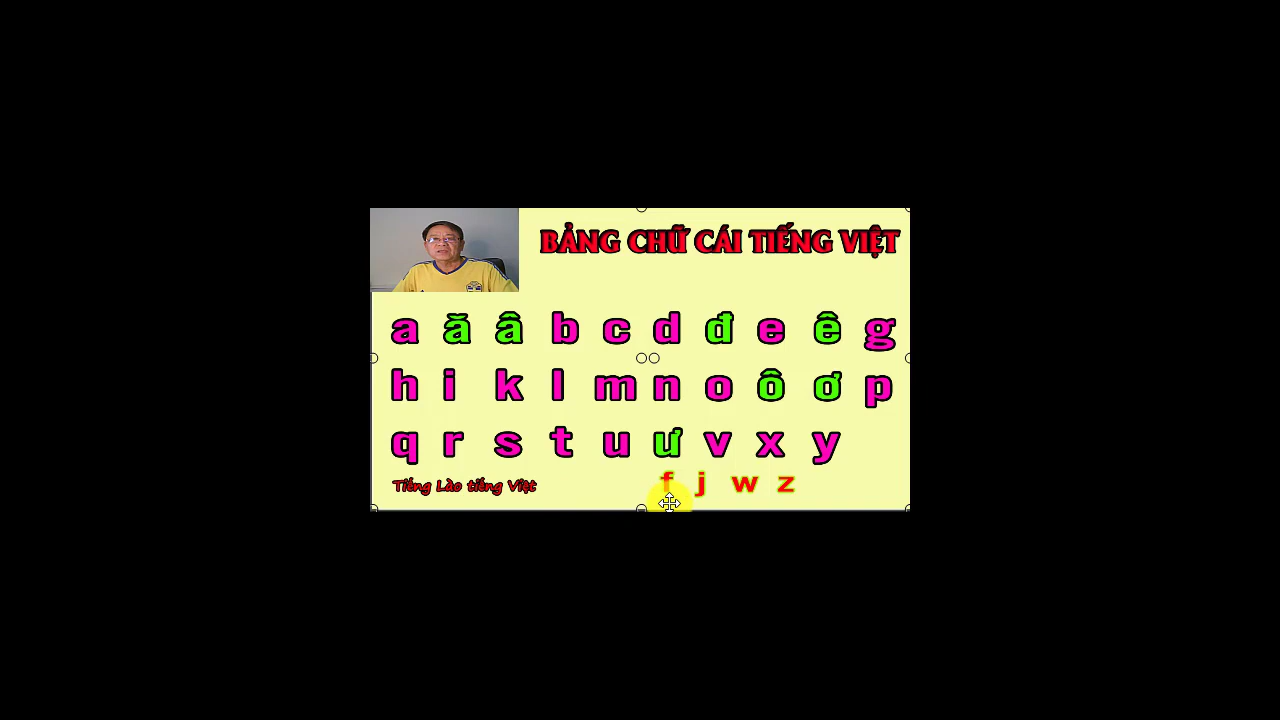 BẢNG CHỮ CÁI TIẾNG VIỆT
a ă â b c d đ e ê g
h i k l m n o ô ơ p
q r s t u ư v x y
Tiếng Lào tiếng Việt
f j w z